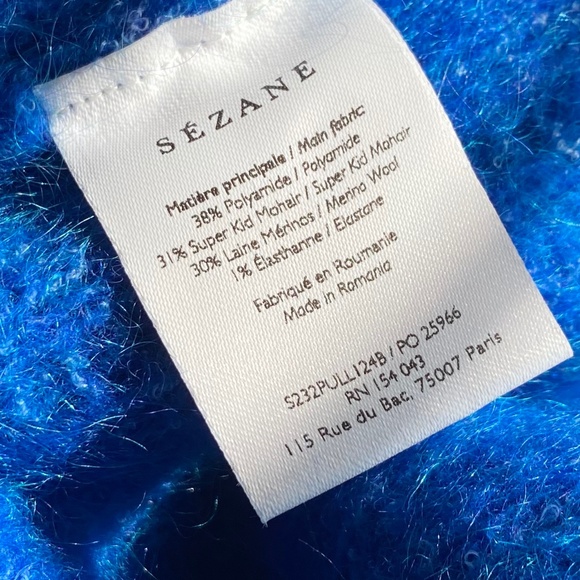 SÉZANE
Matière principale / Main fabric
38% Polyamide / Polyamide
31% Super Kid Mohair / Super Kid Mohair
30% Laine Mérinos / Merino Wool
1% Élasthanne / Elastane
Fabriqué en Roumanie
Made in Romania
S232PULL124B / PO 25966
RN 154 043
115 Rue du Bac, 75007 Paris